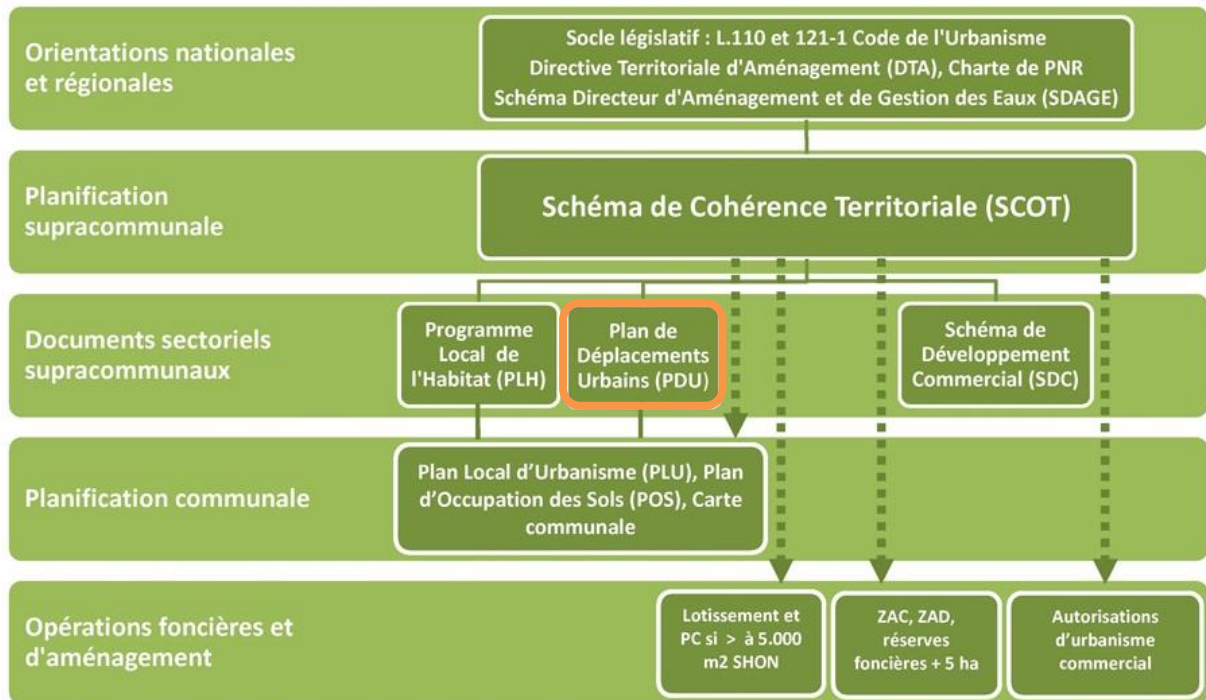 Orientations nationales
et régionales
Socle législatif : L.110 et 121-1 Code de l'Urbanisme
Directive Territoriale d'Aménagement (DTA), Charte de PNR
Schéma Directeur d'Aménagement et de Gestion des Eaux (SDAGE)
Planification
supracommunale
Schéma de Cohérence Territoriale (SCOT)
Documents sectoriels
supracommunaux
Programme
Local de
l'Habitat (PLH)
Plan de
Déplacements
Urbains (PDU)
Schéma de
Développement
Commercial (SDC)
Planification communale
Plan Local d’Urbanisme (PLU), Plan
d’Occupation des Sols (POS), Carte
communale
Opérations foncières et
d'aménagement
Lotissement et
PC si > à 5.000
m2 SHON
ZAC, ZAD,
réserves
foncières + 5 ha
Autorisations
d’urbanisme
commercial